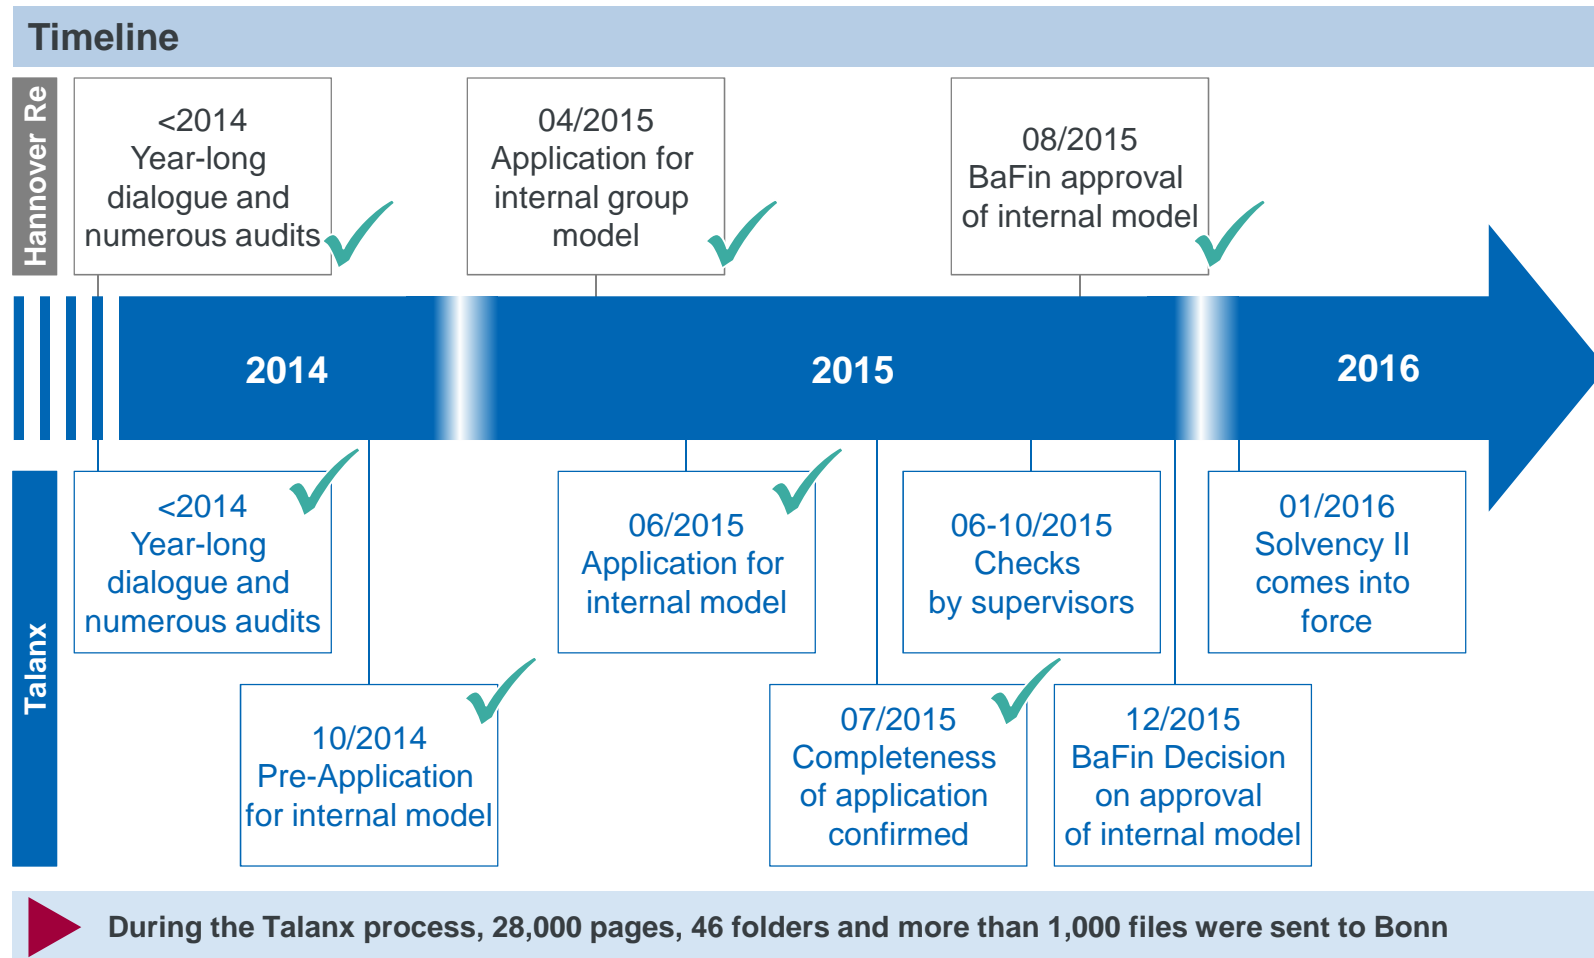 Timeline
Hannover Re
<2014
Year-long
dialogue and
numerous audits
04/2015
Application for
internal group
model
08/2015
BaFin approval
of internal model
2014
2015
2016
Talanx
<2014
Year-long
dialogue and
numerous audits
10/2014
Pre-Application
for internal model
06/2015
Application for
internal model
07/2015
Completeness
of application
confirmed
06-10/2015
Checks
by supervisors
12/2015
BaFin Decision
on approval
of internal model
01/2016
Solvency II
comes into
force
During the Talanx process, 28,000 pages, 46 folders and more than 1,000 files were sent to Bonn